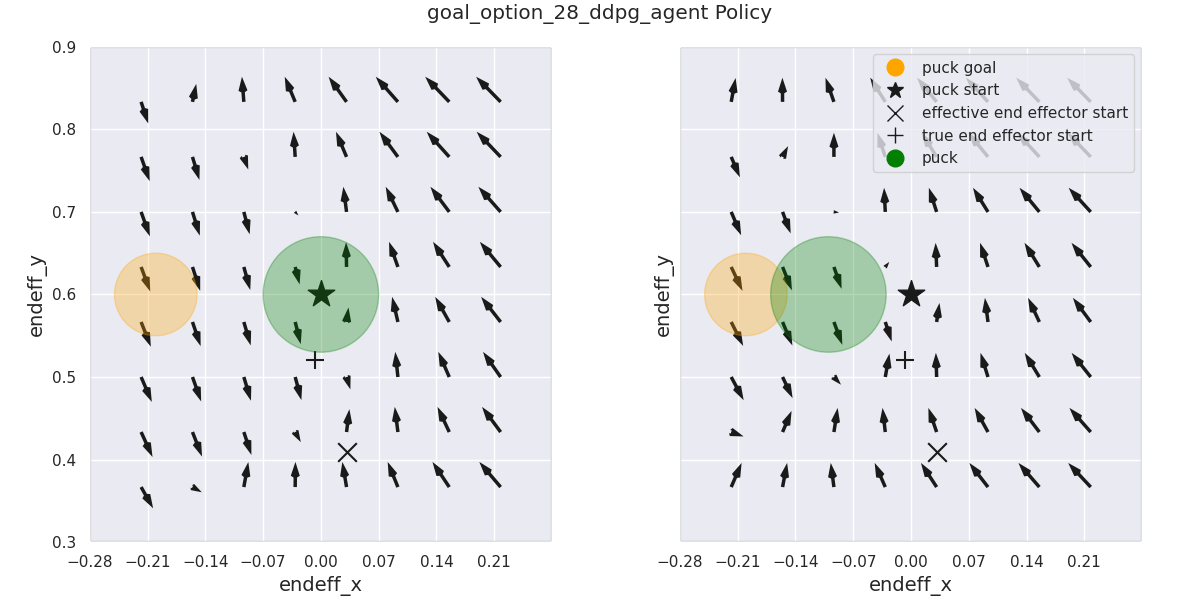 goal_option_28_ddpg_agent Policy
endeff_y
0.9
0.8
0.7
0.6
0.5
0.4
0.3
−0.28 −0.21 −0.14 −0.07 0.00 0.07 0.14 0.21
endeff_x
endeff_y
puck goal
puck start
effective end effector start
true end effector start
puck
−0.28 −0.21 −0.14 −0.07 0.00 0.07 0.14 0.21
endeff_x